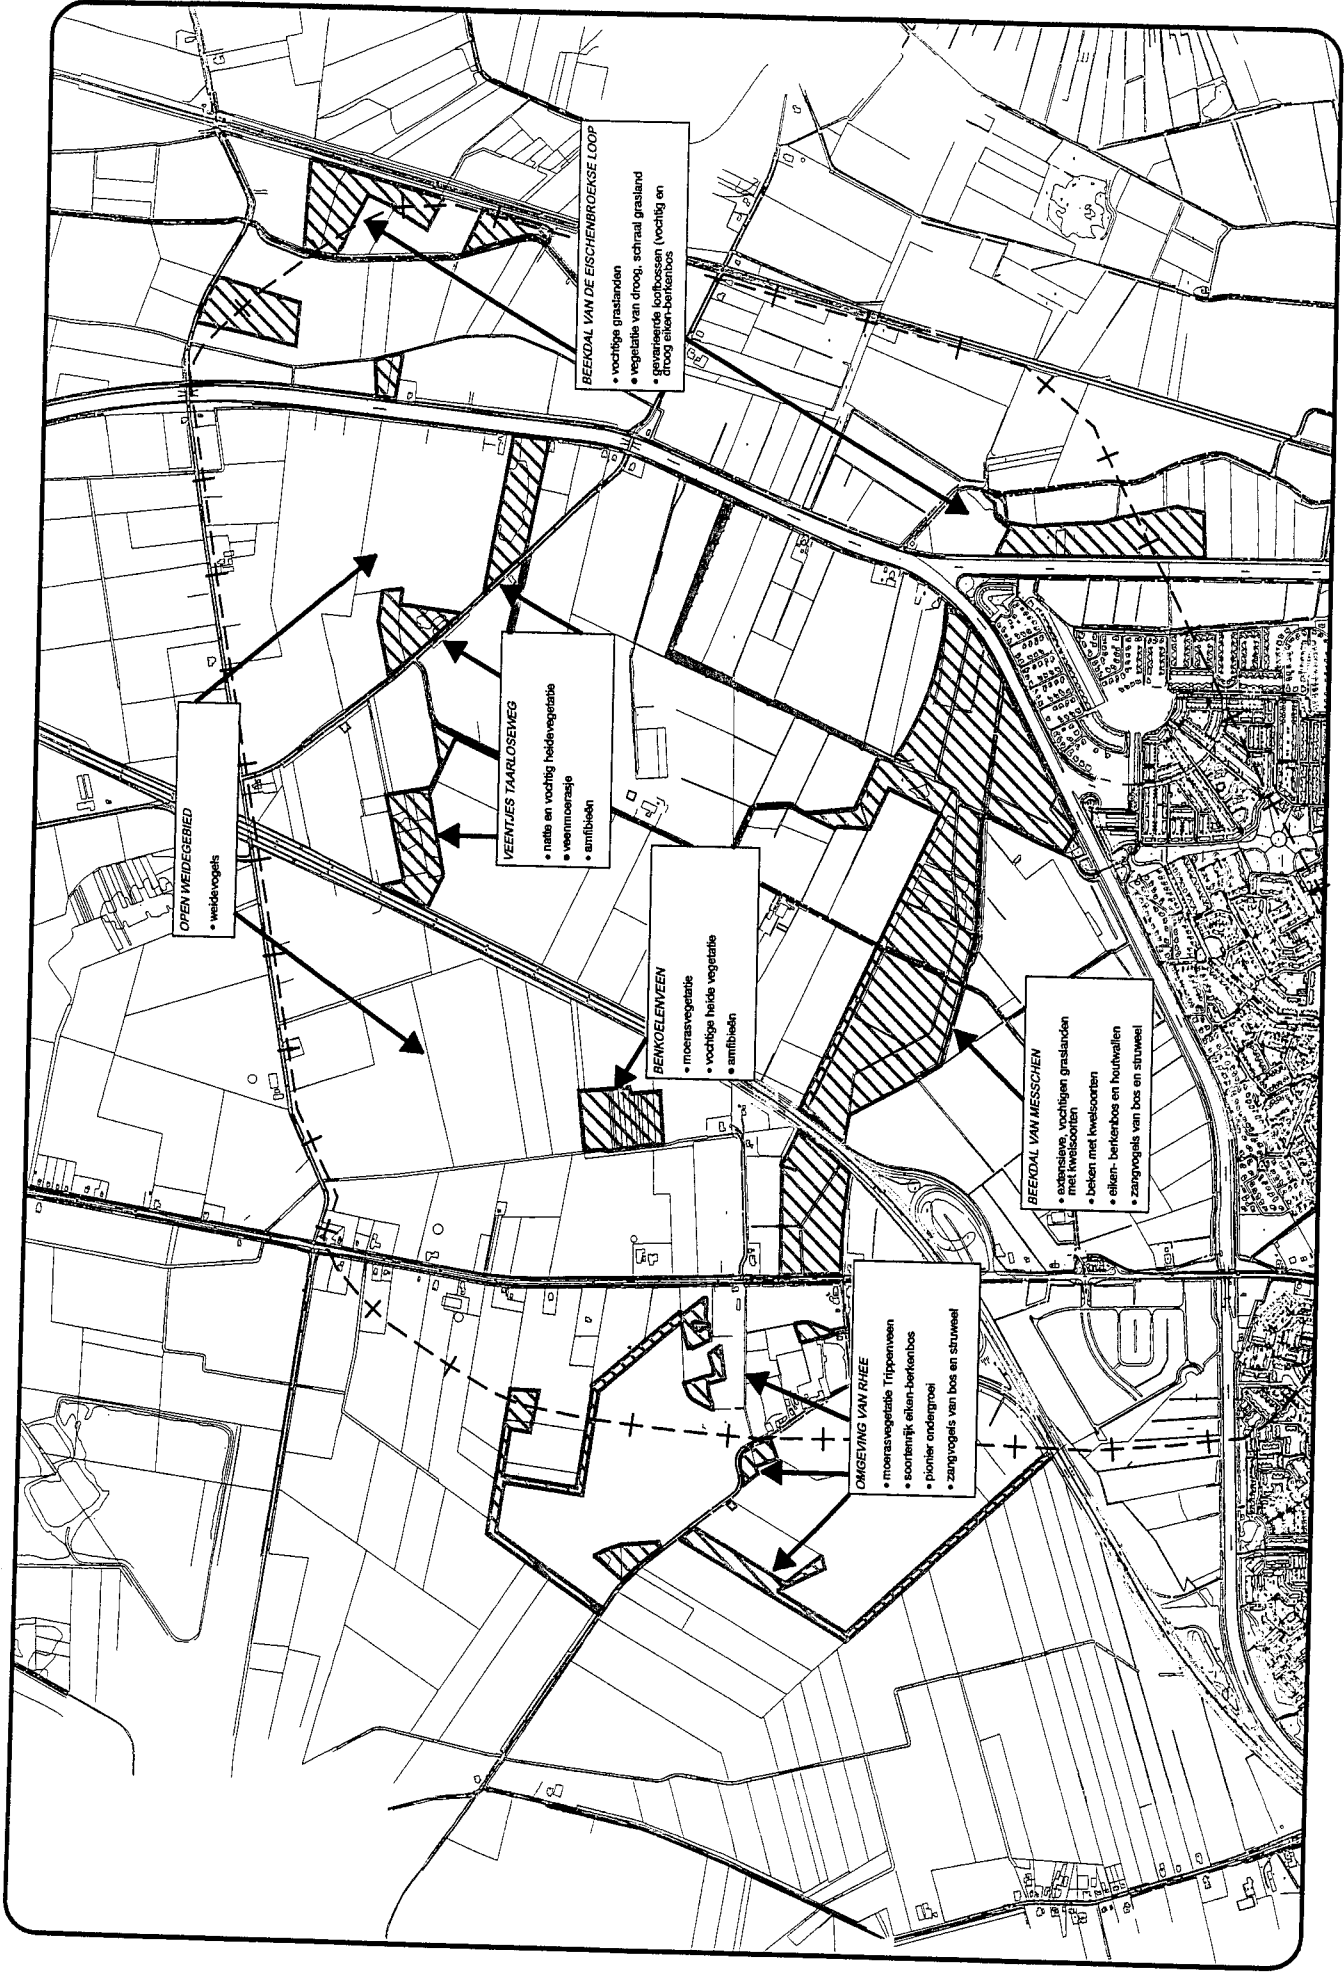 OPEN WEIDEGEBIED
• weidevogels
VEENTJES TAARLOSEWEG
• natte en vochtig heidevegetatie
• veenmoerasje
• amfibieën
BEEKDAL VAN DE EISCHENBROEKSE LOOP
• vochtige graslanden
• vegetatie van droog, schraal grasland
• gevarieerde loofbossen (vochtig en
droog eiken-berkenbos
BENKOELENVEEN
• moerasvegetatie
• vochtige heide vegetatie
• amfibieën
OMGEVING VAN RHEE
• moerasvegetatie Trippenveen
• soortenrijk eiken-berkenbos
• pionier ondergroei
• zangvogels van bos en struweel
BEEKDAL VAN MESSCHEN
• extensieve, vochtigen graslanden
met kwelsoorten
• beken met kwelsoorten
• eiken- berkenbos en houtwallen
• zangvogels van bos en struweel